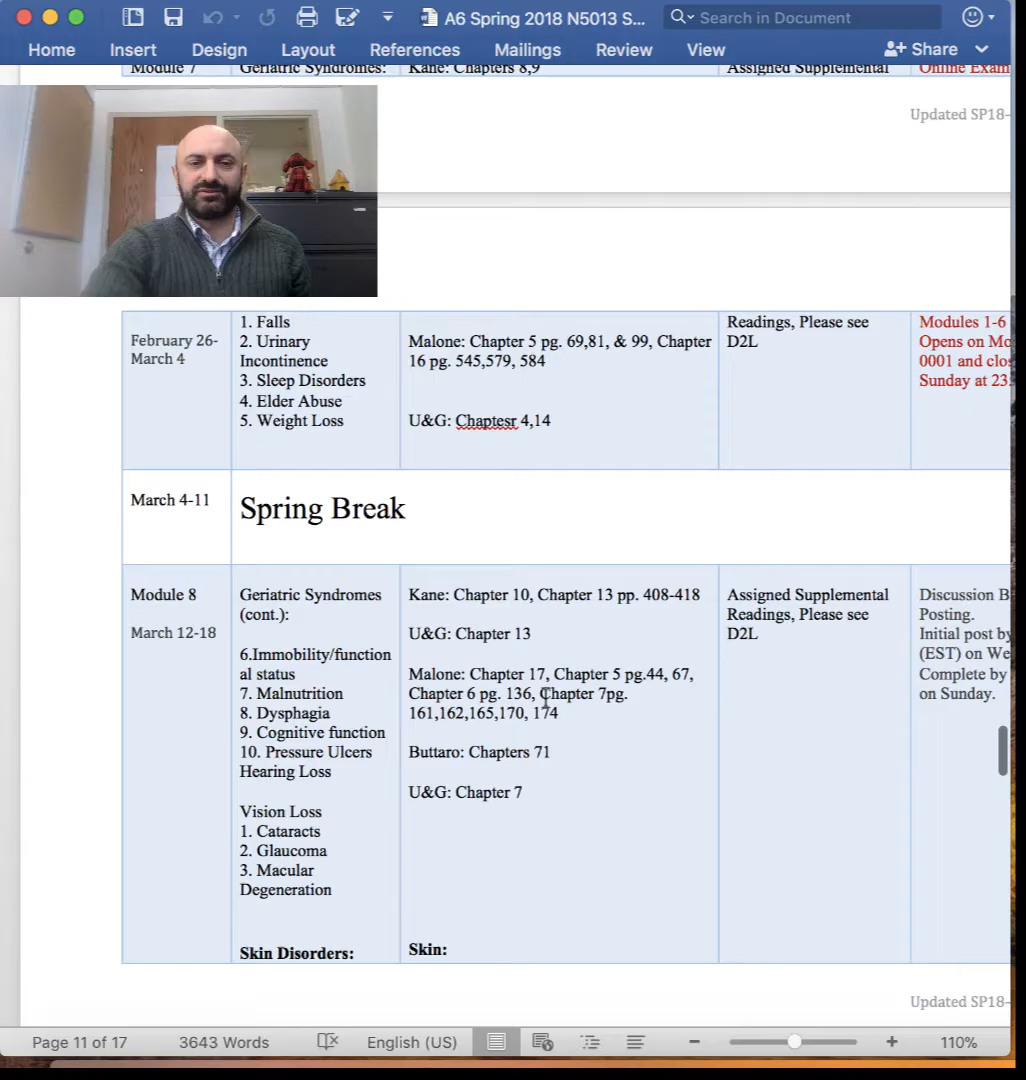 A6 Spring 2018 N5013 S...
Search in Document
Home Insert Design Layout References Mailings Review View
Share
Module 7 Geriatric Syndromes: Kane: Chapters 8,9 Assigned Supplemental Online Exam
Updated SP18-
February 26-
March 4
1. Falls
2. Urinary
Incontinence
3. Sleep Disorders
4. Elder Abuse
5. Weight Loss
Malone: Chapter 5 pg. 69,81, & 99, Chapter
16 pg. 545,579, 584
U&G: Chaptesr 4,14
Readings, Please see
D2L
Modules 1-6
Opens on Mo
0001 and clos
Sunday at 23:
March 4-11
Spring Break
Module 8
March 12-18
Geriatric Syndromes
(cont.):
6.Immobility/function
al status
7. Malnutrition
8. Dysphagia
9. Cognitive function
10. Pressure Ulcers
Hearing Loss
Vision Loss
1. Cataracts
2. Glaucoma
3. Macular
Degeneration
Skin Disorders:
Kane: Chapter 10, Chapter 13 pp. 408-418
U&G: Chapter 13
Malone: Chapter 17, Chapter 5 pg.44, 67,
Chapter 6 pg. 136, Chapter 7pg.
161,162,165,170, 174
Buttaro: Chapters 71
U&G: Chapter 7
Skin:
Assigned Supplemental
Readings, Please see
D2L
Discussion B
Posting.
Initial post by
(EST) on We
Complete by
on Sunday.
Updated SP18-
Page 11 of 17 3643 Words English (US) 110%